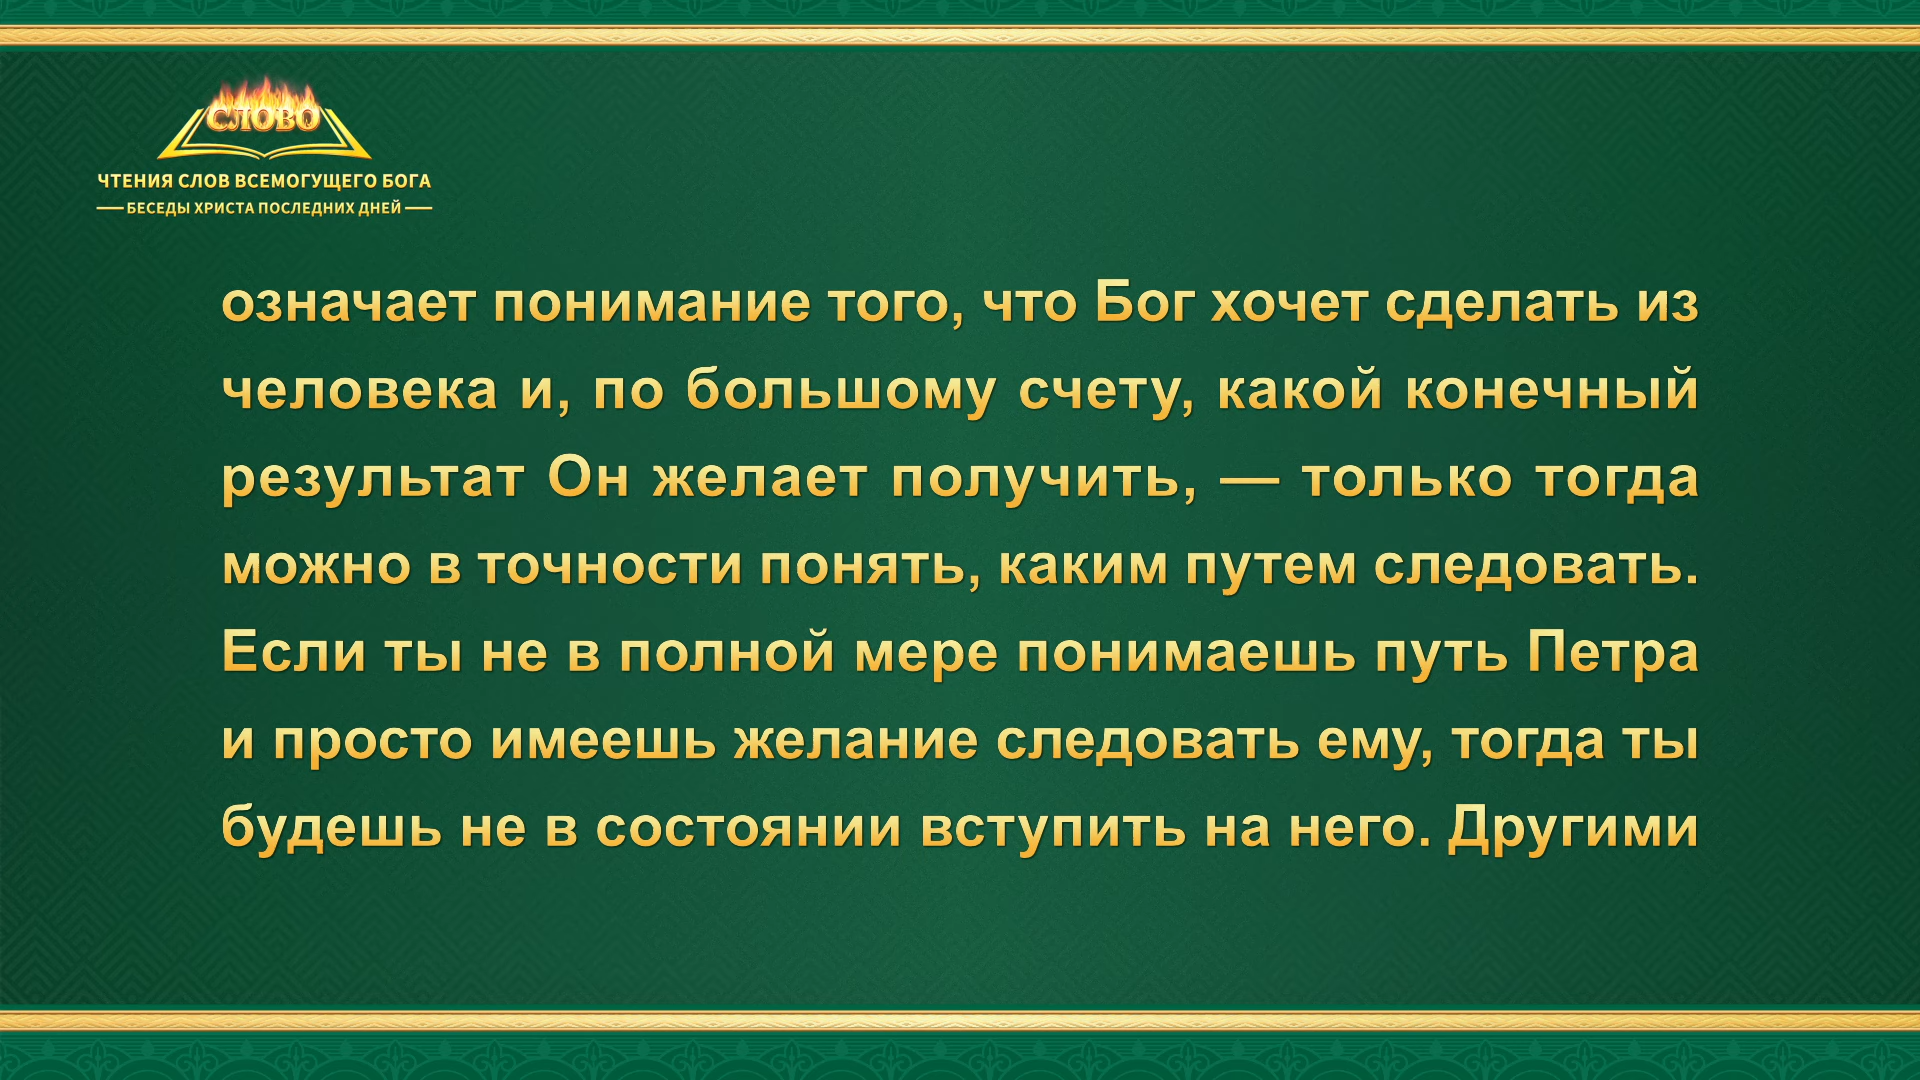 СЛОВО
ЧТЕНИЯ СЛОВ ВСЕМОГУЩЕГО БОГА
БЕСЕДЫ ХРИСТА ПОСЛЕДНИХ ДНЕЙ
означает понимание того, что Бог хочет сделать из
человека и, по большому счету, какой конечный
результат Он желает получить, — только тогда
можно в точности понять, каким путем следовать.
Если ты не в полной мере понимаешь путь Петра
и просто имеешь желание следовать ему, тогда ты
будешь не в состоянии вступить на него. Другими